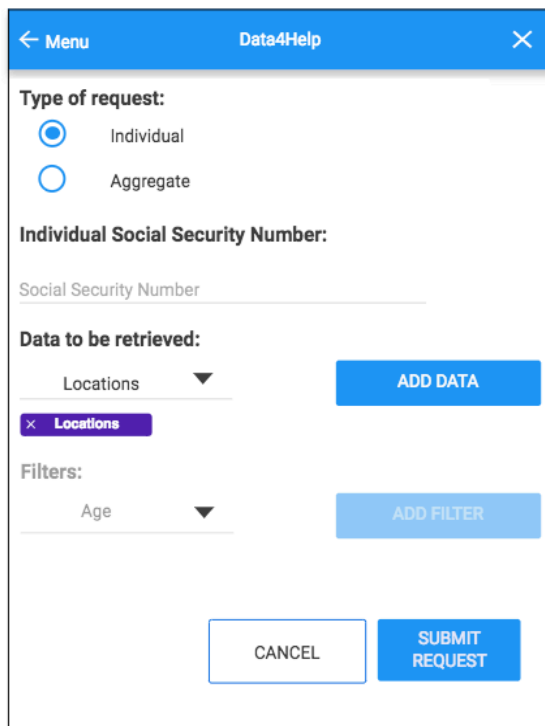 Menu Data4Help
Type of request:
Individual
Aggregate
Individual Social Security Number:
Social Security Number
Data to be retrieved:
Locations ADD DATA
× Locations
Filters:
Age ADD FILTER
CANCEL SUBMIT
REQUEST